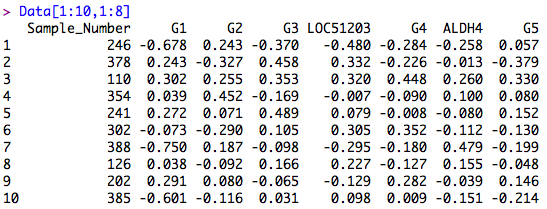 > Data[1:10,1:8]
Sample_Number G1 G2 G3 LOC51203 G4 ALDH4 G5
1 246 -0.678 0.243 -0.370 -0.480 -0.284 -0.258 0.057
2 378 0.243 -0.327 0.458 0.332 -0.226 -0.013 -0.379
3 110 0.302 0.255 0.353 0.320 0.448 0.260 0.330
4 354 0.039 0.452 -0.169 -0.007 -0.090 0.100 0.080
5 241 0.272 0.071 0.489 0.079 -0.008 -0.080 0.152
6 302 -0.073 -0.290 0.105 0.305 0.352 -0.112 -0.130
7 388 -0.750 0.187 -0.098 -0.295 -0.180 0.479 -0.199
8 126 0.038 -0.092 0.166 0.227 -0.127 0.155 -0.048
9 202 0.291 0.080 -0.065 -0.129 0.282 -0.039 0.146
10 385 -0.601 -0.116 0.031 0.098 0.009 -0.151 -0.214